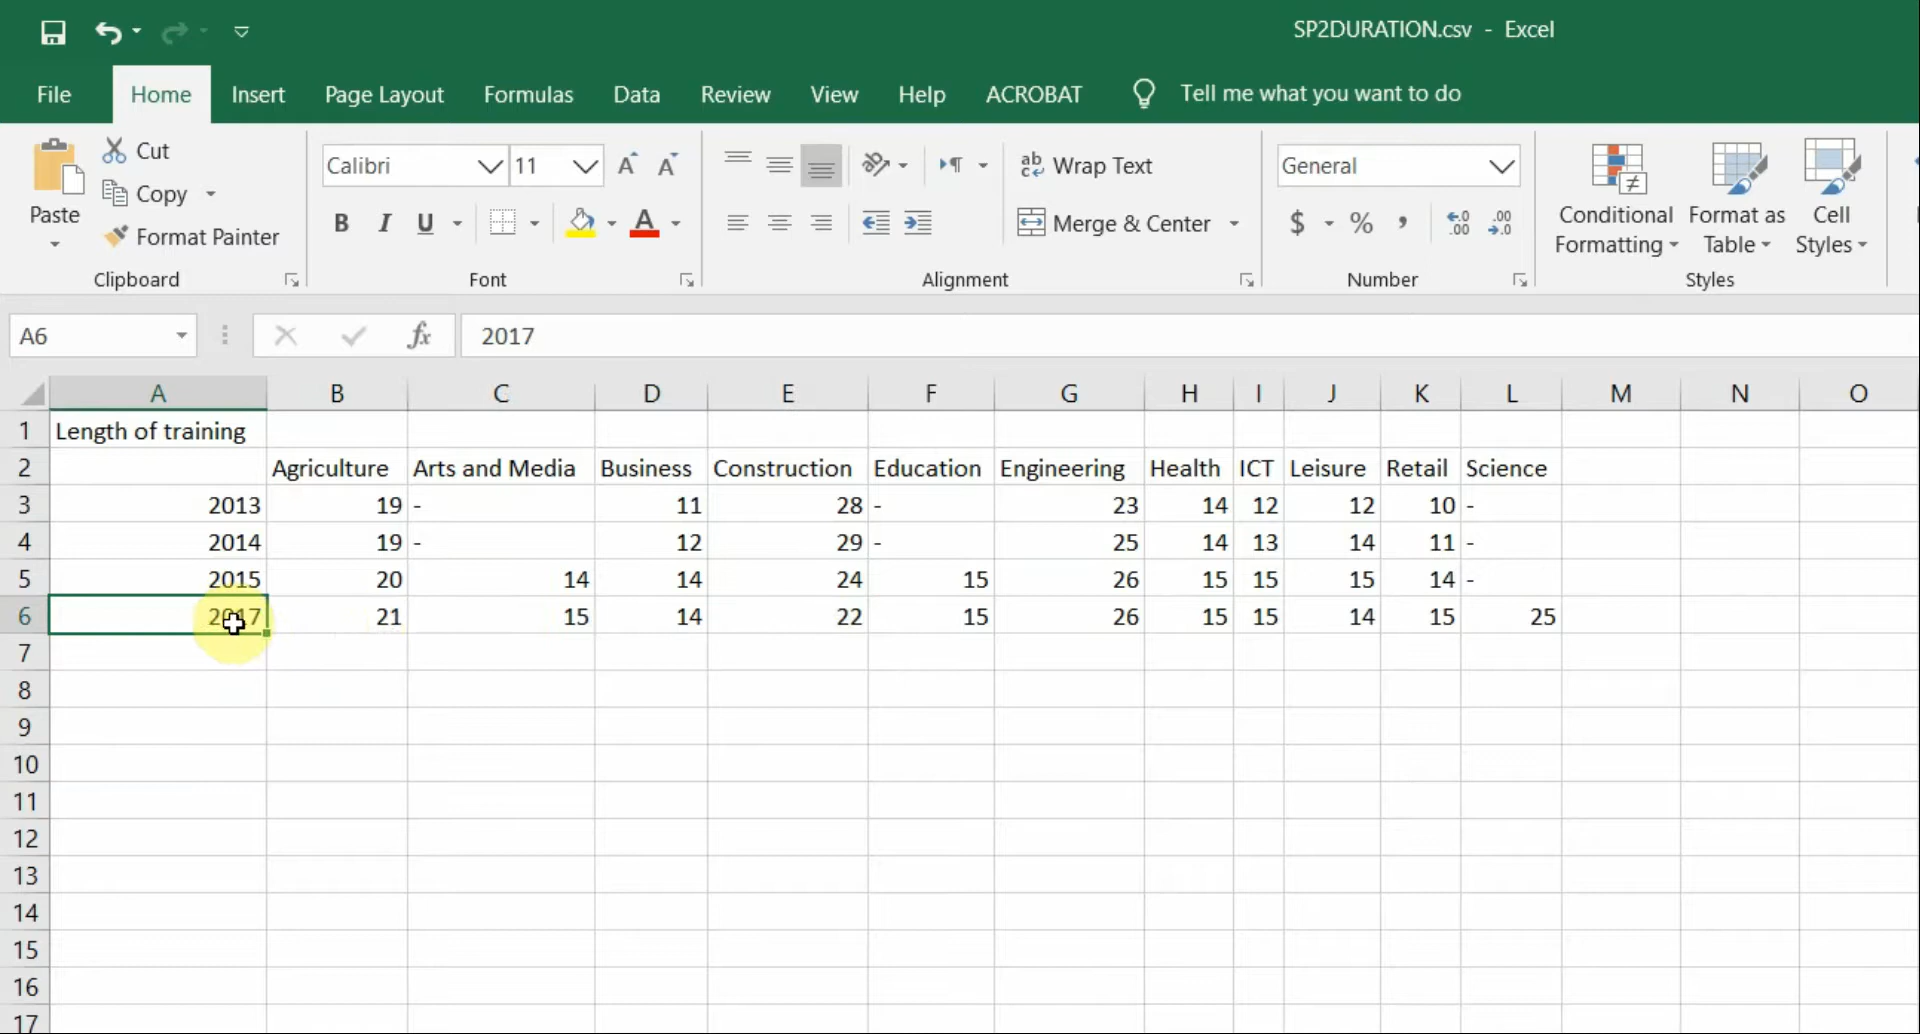 SP2DURATION.csv - Excel
File Home Insert Page Layout Formulas Data Review View Help ACROBAT Tell me what you want to do
Paste
Cut
Copy
Format Painter
Clipboard
Calibri 11 A A
B I U A
Font
ab Wrap Text
Merge & Center
Alignment
General
$ % , .00 .00
Number
Conditional Formatting
Format as Table
Cell Styles
Styles
A6 fx 2017
A B C D E F G H I J K L M N O
1 Length of training
2 Agriculture Arts and Media Business Construction Education Engineering Health ICT Leisure Retail Science
3 2013 19 - 11 28 - 23 14 12 12 10 -
4 2014 19 - 12 29 - 25 14 13 14 11 -
5 2015 20 14 14 24 15 26 15 15 15 14 -
6 2017 21 15 14 22 15 26 15 15 14 15 25
7
8
9
10
11
12
13
14
15
16
17